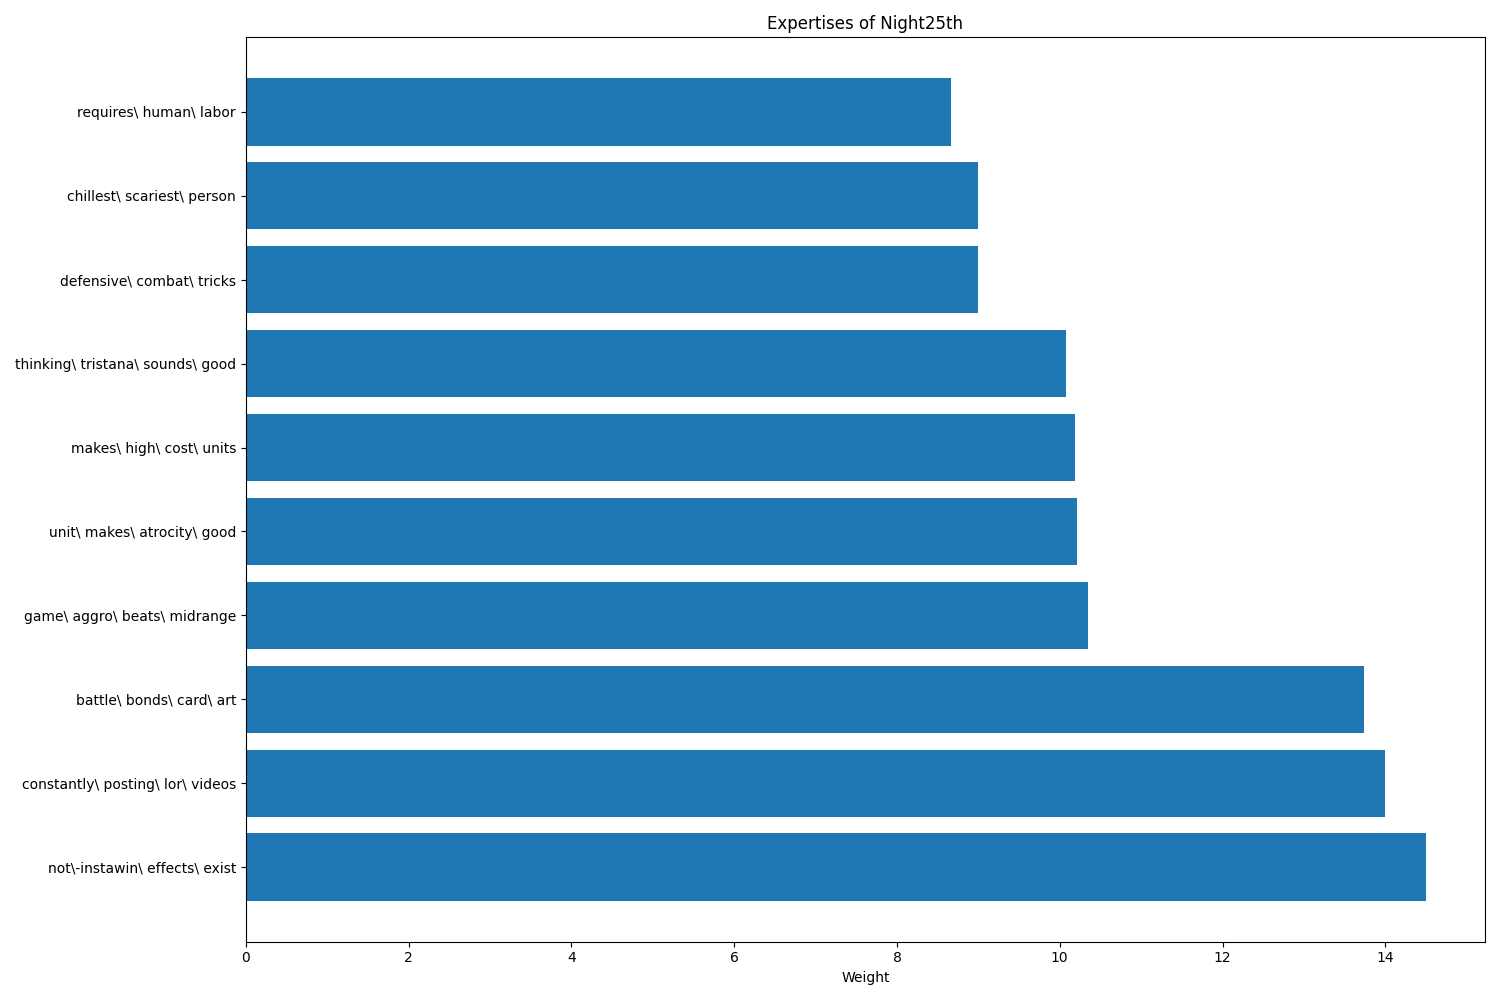 Expertises of Night25th
requires\ human\ labor
chillest\ scariest\ person
defensive\ combat\ tricks
thinking\ tristana\ sounds\ good
makes\ high\ cost\ units
unit\ makes\ atrocity\ good
game\ aggro\ beats\ midrange
battle\ bonds\ card\ art
constantly\ posting\ lor\ videos
not\-instawin\ effects\ exist
0 2 4 6 8 10 12 14
Weight